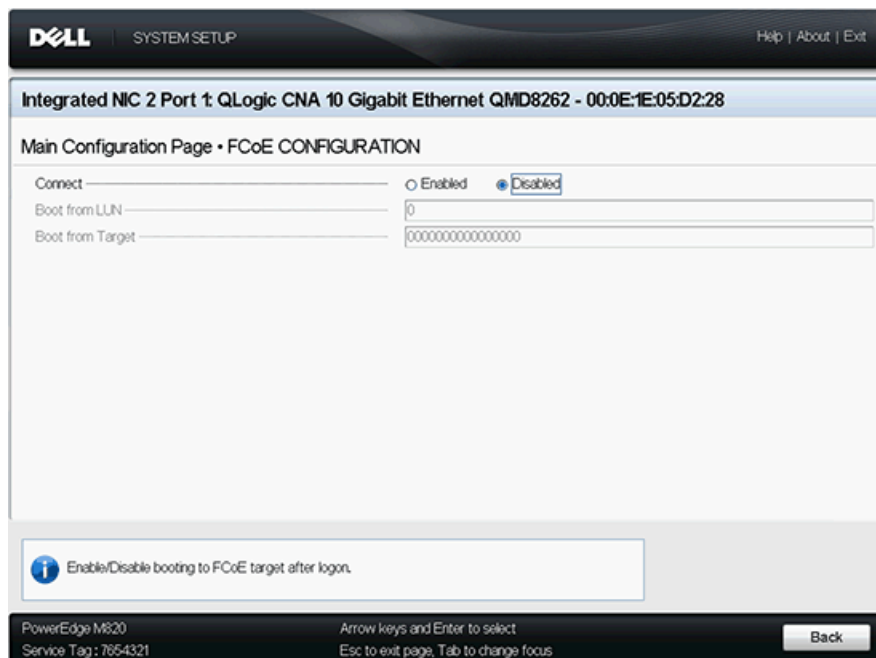 DELL SYSTEM SETUP Help | About | Exit
Integrated NIC 2 Port 1: QLogic CNA 10 Gigabit Ethernet QMD8262 - 00:0E:1E:05:D2:28
Main Configuration Page • FCoE CONFIGURATION
Connect Enabled Disabled
Boot from LUN 0
Boot from Target 0000000000000000
Enable/Disable booting to FCoE target after logon.
PowerEdge M820 Arrow keys and Enter to select
Service Tag : 7654321 Esc to exit page, Tab to change focus
Back